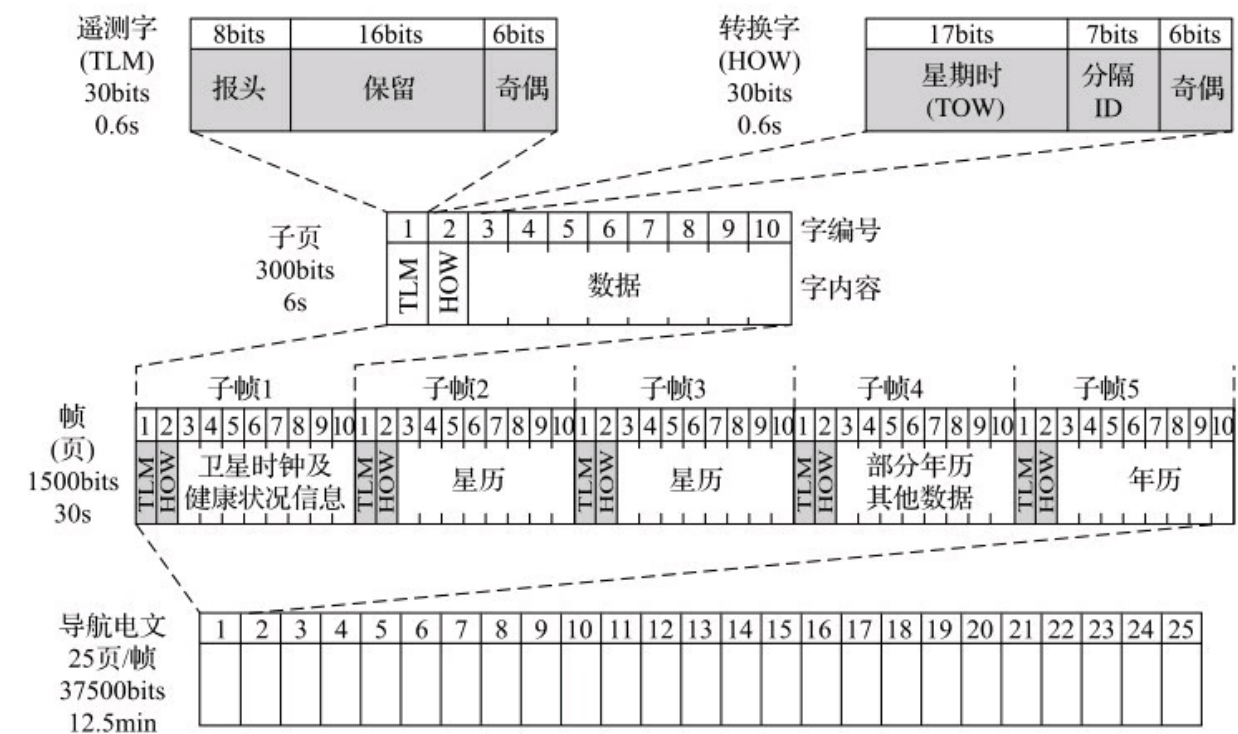 遥测字
(TLM)
30bits
0.6s
8bits 16bits 6bits
报头 保留 奇偶
转换字
(HOW)
30bits
0.6s
17bits 7bits 6bits
星期时
(TOW)
分隔
ID
奇偶
子页
300bits
6s
1 2 3 4 5 6 7 8 9 10 字编号
TLM HOW 数据 字内容
子帧1 子帧2 子帧3 子帧4 子帧5
帧
(页)
1500bits
30s
1 2 3 4 5 6 7 8 9 10 1 2 3 4 5 6 7 8 9 10 1 2 3 4 5 6 7 8 9 10 1 2 3 4 5 6 7 8 9 10 1 2 3 4 5 6 7 8 9 10
TLM HOW 卫星时钟及
健康状况信息
TLM HOW 星历
TLM HOW 星历
TLM HOW 部分年历
其他数据
TLM HOW 年历
导航电文
25页/帧
37500bits
12.5min
1 2 3 4 5 6 7 8 9 10 11 12 13 14 15 16 17 18 19 20 21 22 23 24 25